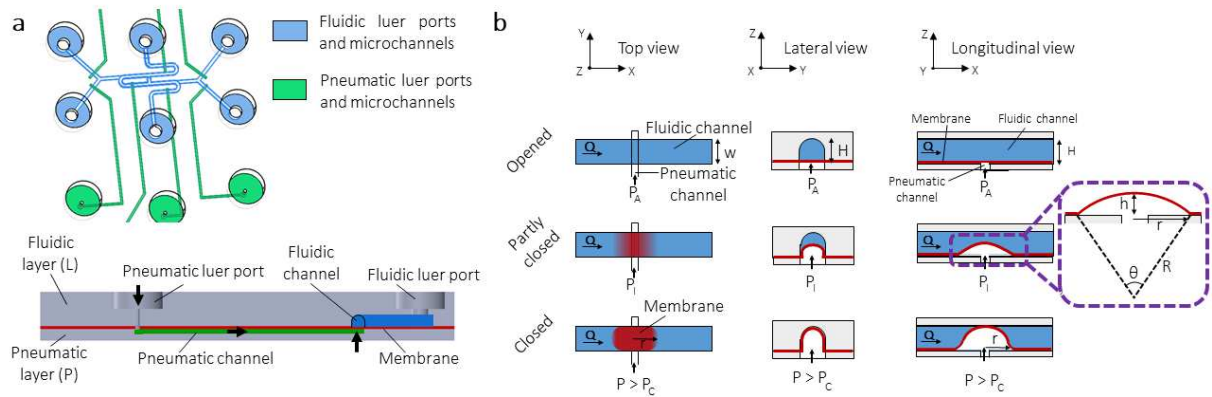 a
Fluidic luer ports
and microchannels
Pneumatic luer ports
and microchannels
Fluidic
layer (L)
Pneumatic luer port
Fluidic
channel
Fluidic luer port
Pneumatic
layer (P)
Pneumatic channel
Membrane
b
Y
Z
X
Top view
Z
X
Y
Lateral view
Z
Y
X
Longitudinal view
Opened
Q
Fluidic channel
w
Pneumatic
channel
P_A
H
P_A
Membrane
Fluidic channel
Q
H
Pneumatic
channel
P_A
Partly
closed
Q
P_I
P_I
Q
P_I
h
r
θ
R
Closed
Q
Membrane
r
P > P_C
P > P_C
Q
r
P > P_C